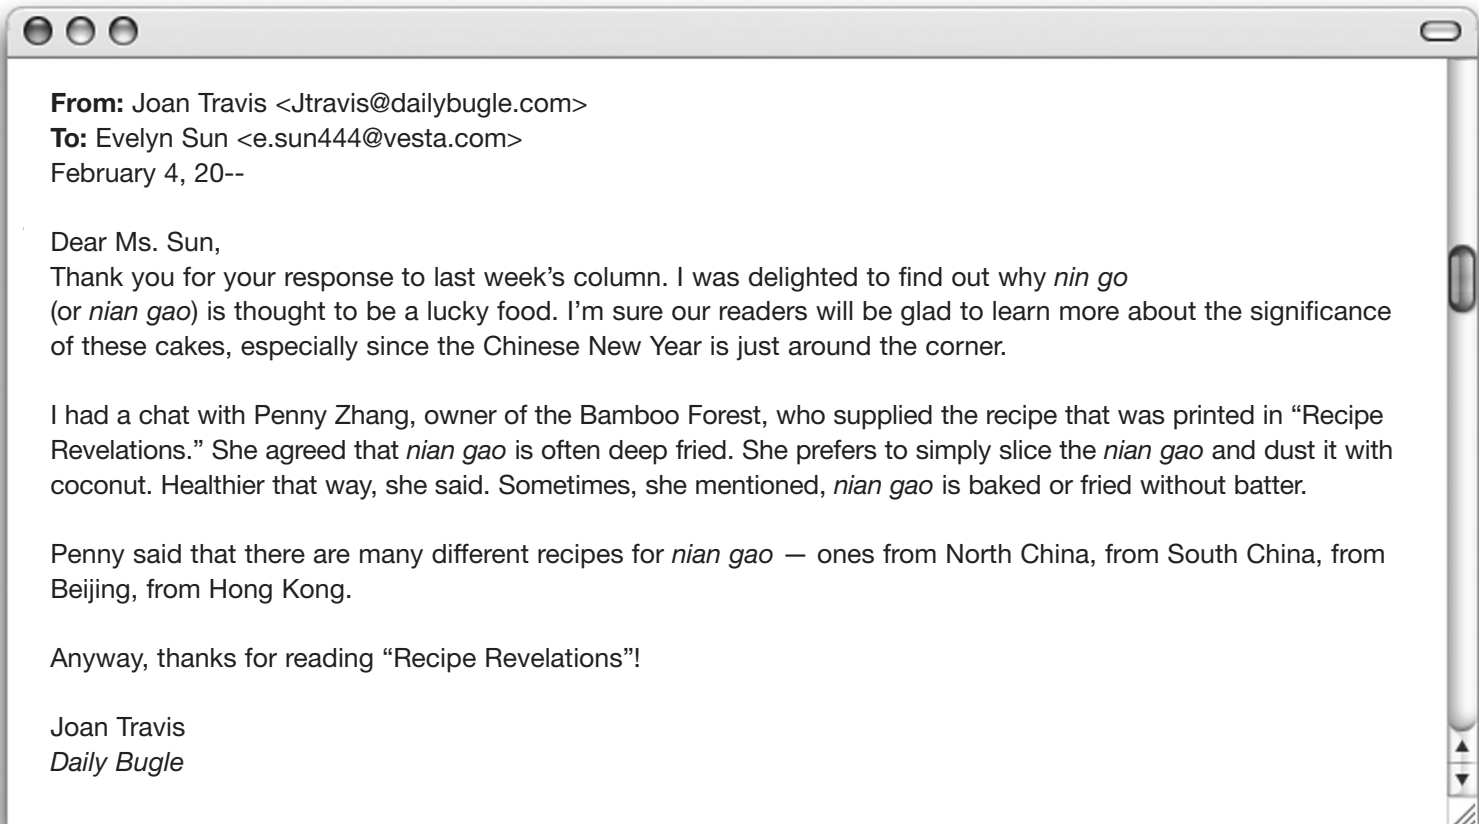 From: Joan Travis <Jtravis@dailybugle.com>
To: Evelyn Sun <e.sun444@vesta.com>
February 4, 20--
Dear Ms. Sun,
Thank you for your response to last week’s column. I was delighted to find out why nin go
(or nian gao) is thought to be a lucky food. I’m sure our readers will be glad to learn more about the significance
of these cakes, especially since the Chinese New Year is just around the corner.
I had a chat with Penny Zhang, owner of the Bamboo Forest, who supplied the recipe that was printed in “Recipe
Revelations.” She agreed that nian gao is often deep fried. She prefers to simply slice the nian gao and dust it with
coconut. Healthier that way, she said. Sometimes, she mentioned, nian gao is baked or fried without batter.
Penny said that there are many different recipes for nian gao — ones from North China, from South China, from
Beijing, from Hong Kong.
Anyway, thanks for reading “Recipe Revelations”!
Joan Travis
Daily Bugle